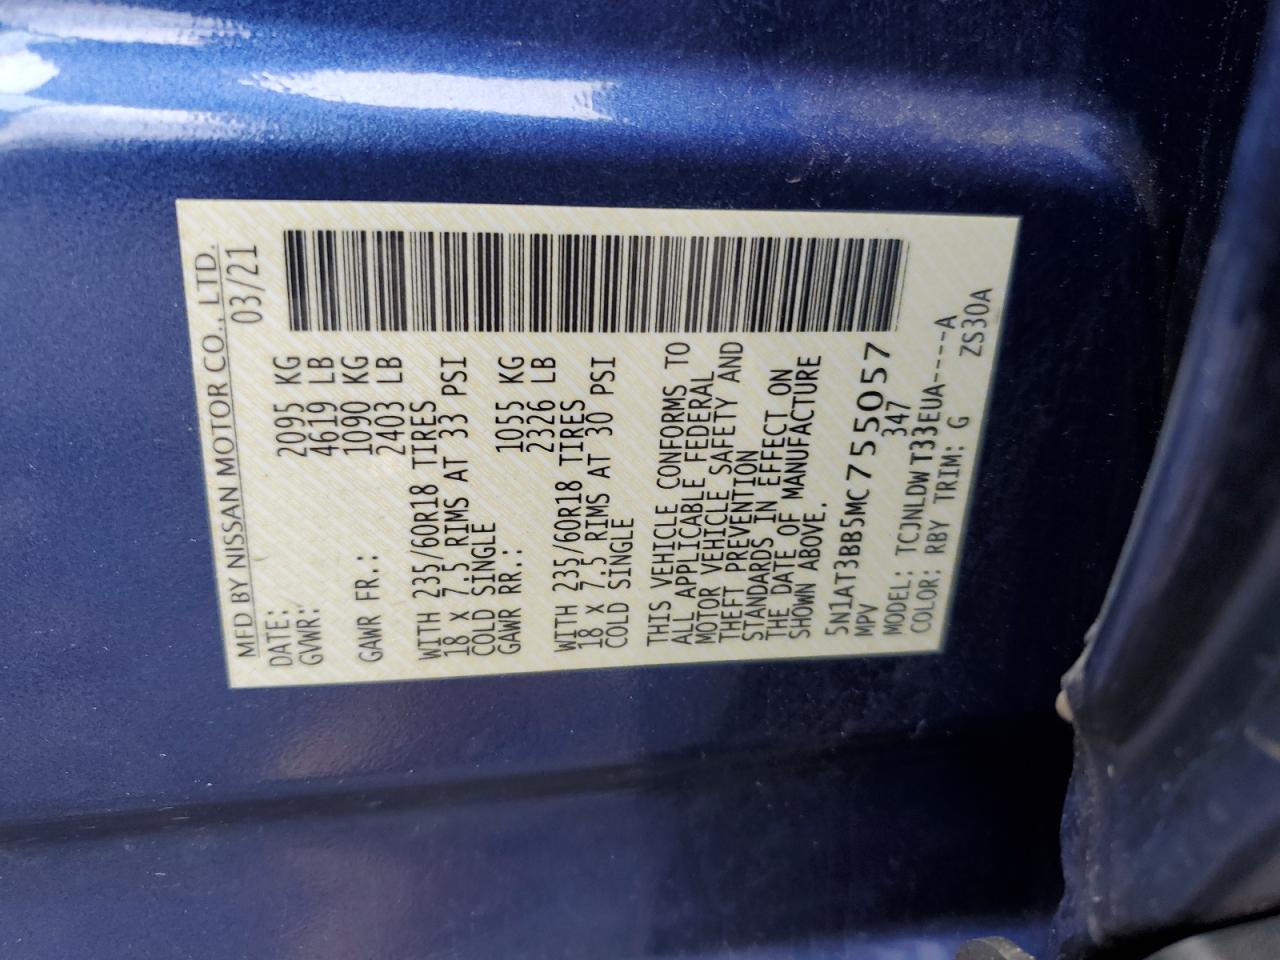 MFD BY NISSAN MOTOR CO., LTD.
DATE: 03/21
GVWR: 2095 KG
4619 LB
GAWR FR.: 1090 KG
2403 LB
WITH 235/60R18 TIRES
18 X 7.5 RIMS AT 33 PSI
COLD SINGLE
GAWR RR.: 1055 KG
2326 LB
WITH 235/60R18 TIRES
18 X 7.5 RIMS AT 30 PSI
COLD SINGLE
THIS VEHICLE CONFORMS TO
ALL APPLICABLE FEDERAL
MOTOR VEHICLE SAFETY AND
THEFT PREVENTION
STANDARDS IN EFFECT ON
THE DATE OF MANUFACTURE
SHOWN ABOVE.
5N1AT3BB5MC755057
MPV 347
MODEL: TCJNLDWT33EUA----A
COLOR: RBY TRIM: G ZS30A